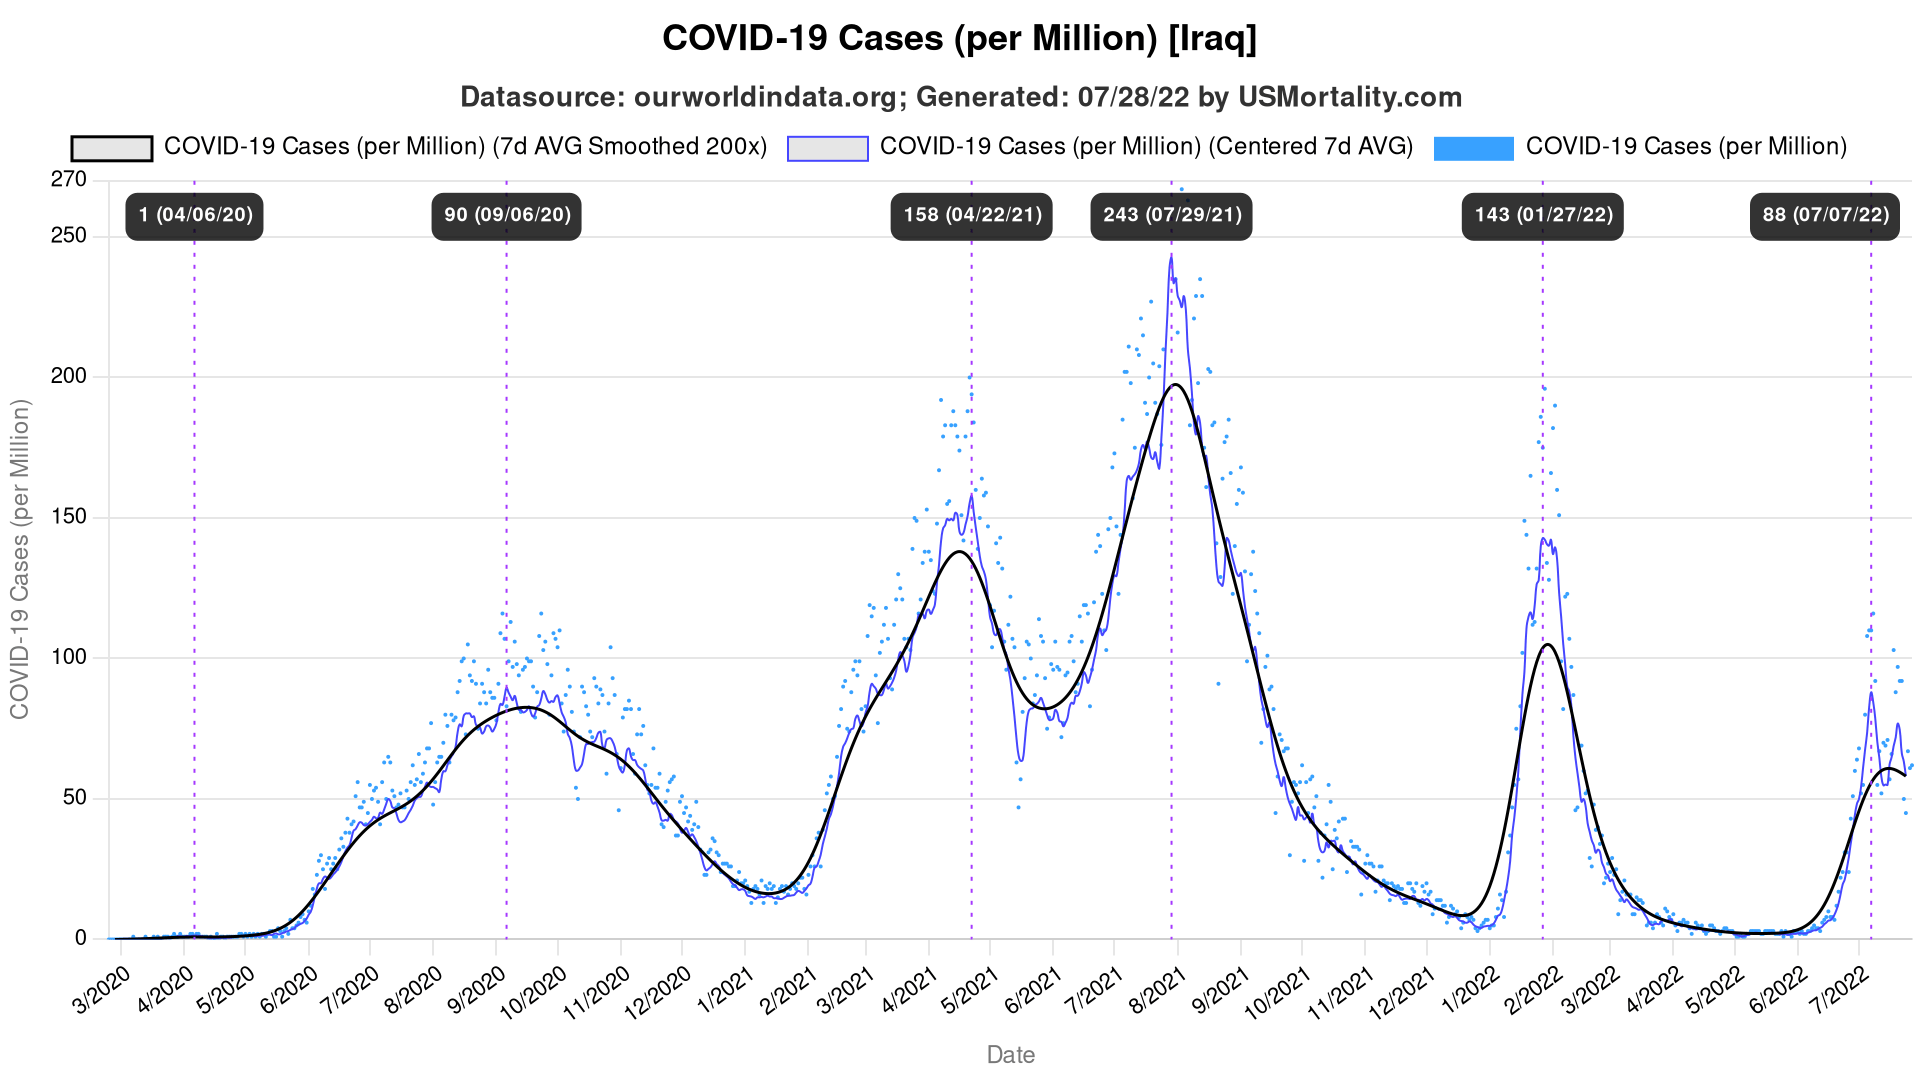 COVID-19 Cases (per Million) [Iraq]
Datasource: ourworldindata.org; Generated: 07/28/22 by USMortality.com
COVID-19 Cases (per Million) (7d AVG Smoothed 200x) COVID-19 Cases (per Million) (Centered 7d AVG) COVID-19 Cases (per Million)
270
1 (04/06/20) 90 (09/06/20) 158 (04/22/21) 243 (07/29/21) 143 (01/27/22) 88 (07/07/22)
250
200
150
100
50
0
COVID-19 Cases (per Million)
3/2020 4/2020 5/2020 6/2020 7/2020 8/2020 9/2020 10/2020 11/2020 12/2020 1/2021 2/2021 3/2021 4/2021 5/2021 6/2021 7/2021 8/2021 9/2021 10/2021 11/2021 12/2021 1/2022 2/2022 3/2022 4/2022 5/2022 6/2022 7/2022
Date